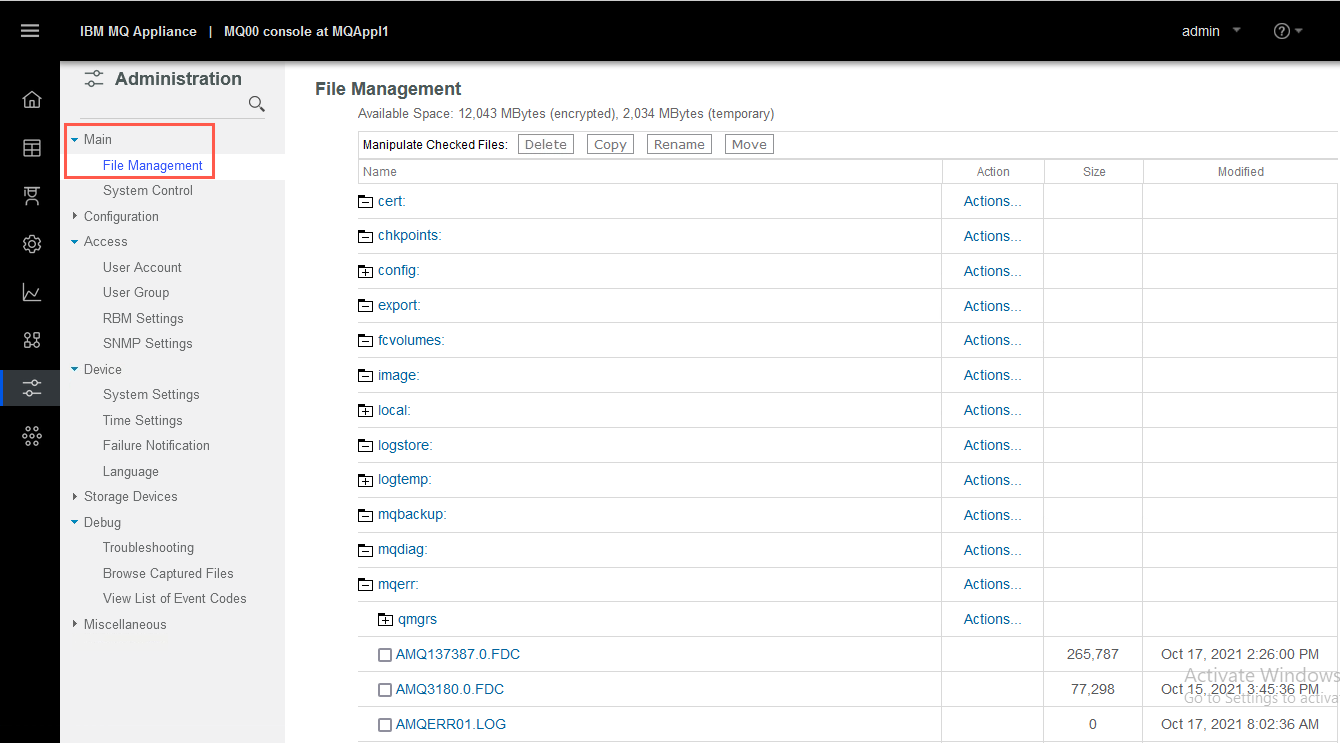 IBM MQ Appliance | MQ00 console at MQAppl1
admin
Administration
Main
File Management
System Control
Configuration
Access
User Account
User Group
RBM Settings
SNMP Settings
Device
System Settings
Time Settings
Failure Notification
Language
Storage Devices
Debug
Troubleshooting
Browse Captured Files
View List of Event Codes
Miscellaneous
File Management
Available Space: 12,043 MBytes (encrypted), 2,034 MBytes (temporary)
Manipulate Checked Files: Delete Copy Rename Move
Name Action Size Modified
cert: Actions...
chkpoints: Actions...
config: Actions...
export: Actions...
fcvolumes: Actions...
image: Actions...
local: Actions...
logstore: Actions...
logtemp: Actions...
mqbackup: Actions...
mqdiag: Actions...
mqerr: Actions...
qmgrs Actions...
AMQ137387.0.FDC 265,787 Oct 17, 2021 2:26:00 PM
AMQ3180.0.FDC 77,298 Oct 15, 2021 3:45:36 PM
AMQERR01.LOG 0 Oct 17, 2021 8:02:36 AM
Activate Windows
Go to Settings to activa